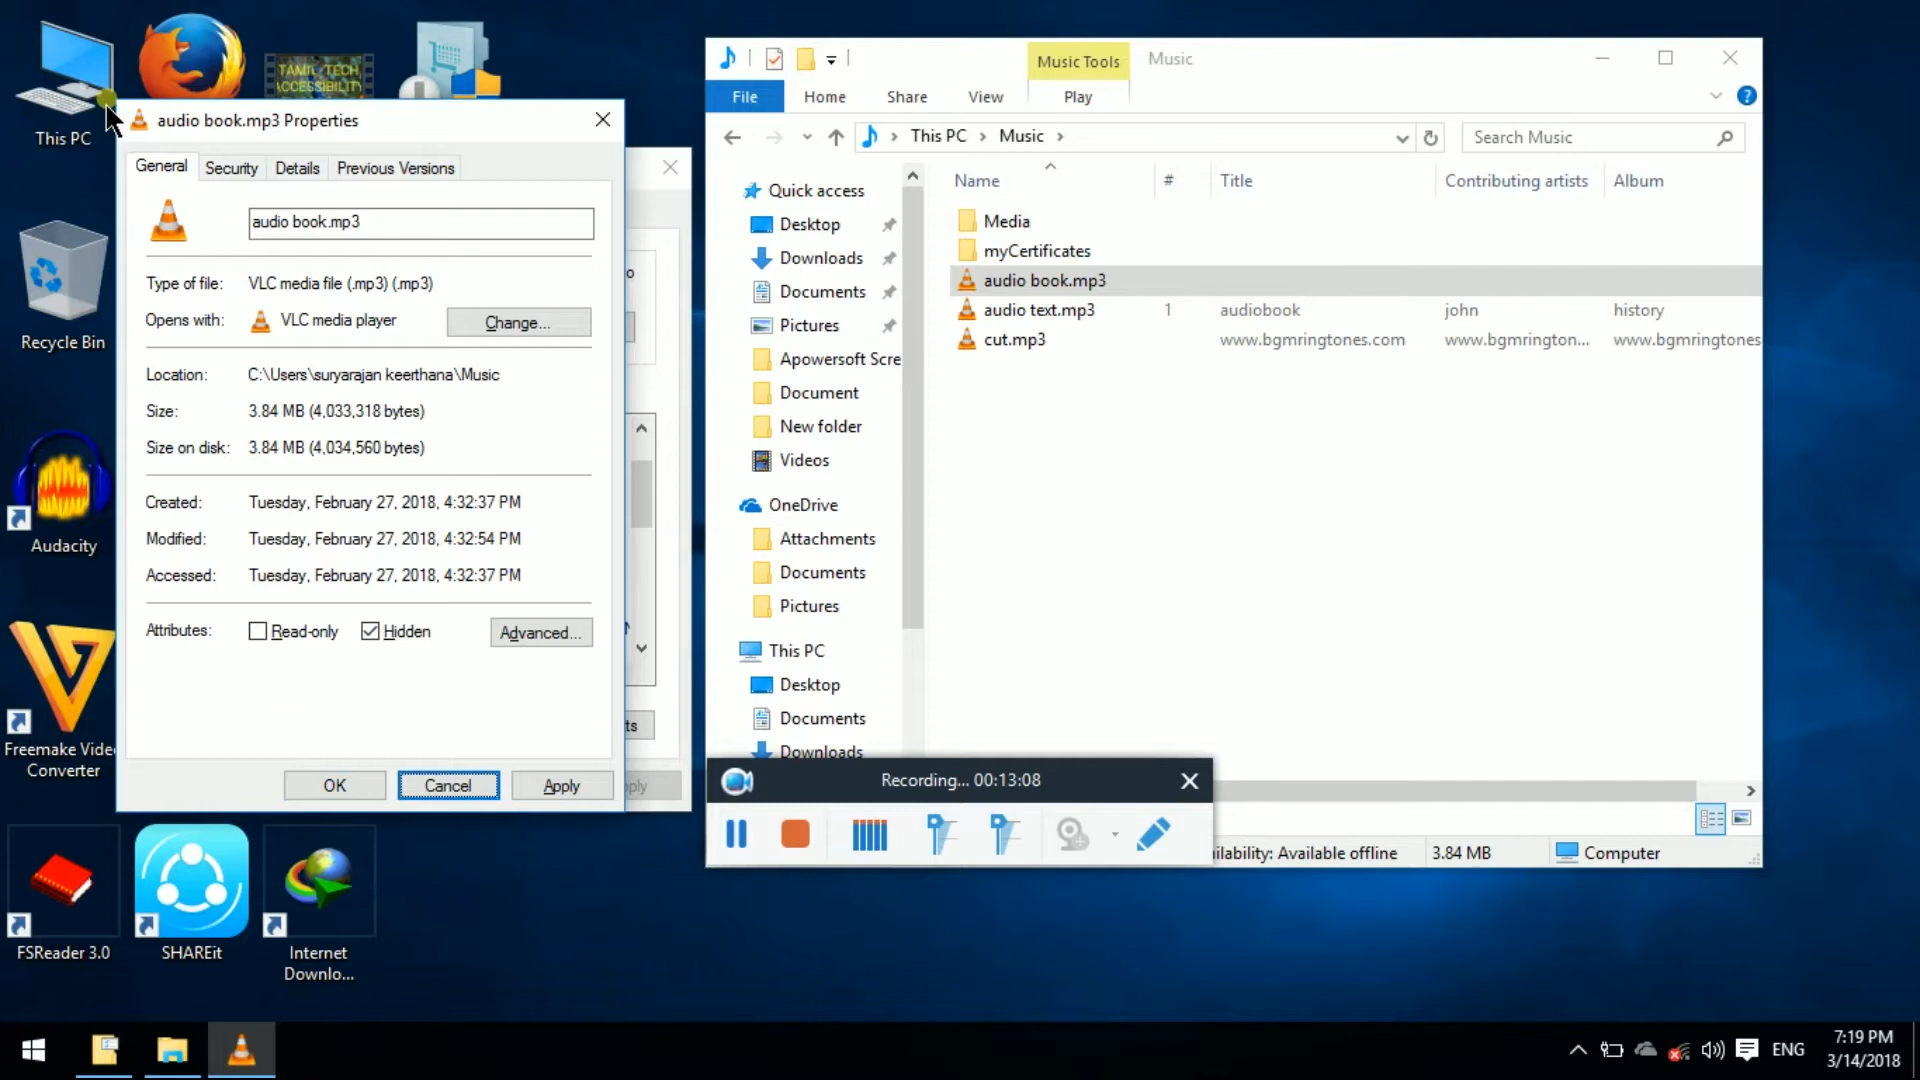 This PC
Recycle Bin
Audacity
Freemake Vide
Converter
FSReader 3.0
SHAREit
Internet
Downlo...
TAMIL TECH
ACCESSIBILITY
audio book.mp3 Properties
General
Security
Details
Previous Versions
audio book.mp3
Type of file: VLC media file (.mp3) (.mp3)
Opens with: VLC media player
Change...
Location: C:\Users\suryarajan keerthana\Music
Size: 3.84 MB (4,033,318 bytes)
Size on disk: 3.84 MB (4,034,560 bytes)
Created: Tuesday, February 27, 2018, 4:32:37 PM
Modified: Tuesday, February 27, 2018, 4:32:54 PM
Accessed: Tuesday, February 27, 2018, 4:32:37 PM
Attributes: Read-only Hidden
Advanced...
OK
Cancel
Apply
o
ts
ply
Music Tools
Music
File
Home
Share
View
Play
This PC
Music
Search Music
Name
#
Title
Contributing artists
Album
Quick access
Desktop
Downloads
Documents
Pictures
Apowersoft Scre
Document
New folder
Videos
OneDrive
Attachments
Documents
Pictures
This PC
Desktop
Documents
Downloads
Media
myCertificates
audio book.mp3
audio text.mp3 1 audiobook john history
cut.mp3 www.bgmringtones.com www.bgmrington... www.bgmringtones
Recording... 00:13:08
ilability: Available offline
3.84 MB
Computer
ENG
7:19 PM
3/14/2018